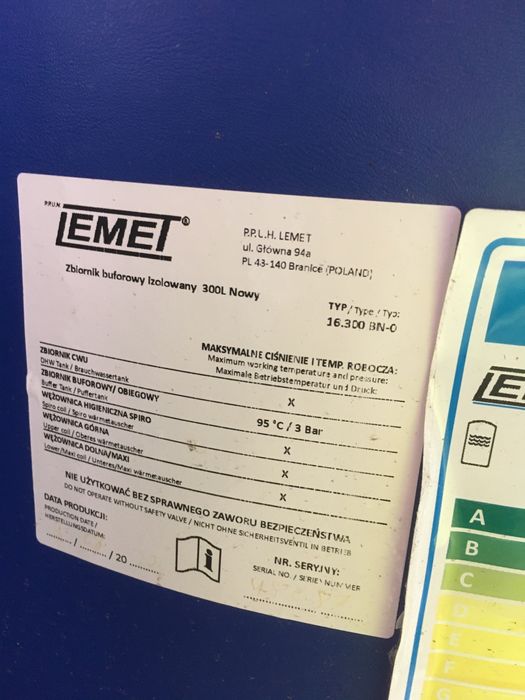 P.P.U.H
LEMET®
P.P.U.H. LEMET
ul. Główna 94a
PL 43-140 Branice (POLAND)
Zbiornik buforowy izolowany 300L Nowy
TYP / Type / Typ:
16.300 BN-0
MAKSYMALNE CIŚNIENIE I TEMP. ROBOCZA:
Maximum working temperature and pressure:
Maximale Betriebstemperatur und Druck:
ZBIORNIK CWU
DHW Tank / Brauchwassertank
X
ZBIORNIK BUFOROWY/ OBIEGOWY
Buffer Tank / Puffertank
95 °C / 3 Bar
WĘŻOWNICA HIGIENICZNA SPIRO
Spiro coil / Spiro wärmetauscher
X
WĘŻOWNICA GÓRNA
Upper coil / Oberes wärmetauscher
X
WĘŻOWNICA DOLNA/MAXI
Lower/Maxi coil / Unteres/Maxi wärmetauscher
X
NIE UŻYTKOWAĆ BEZ SPRAWNEGO ZAWORU BEZPIECZEŃSTWA
DO NOT OPERATE WITHOUT SAFETY VALVE / NICHT OHNE SICHERHEITSVENTIL IN BETRIEB
DATA PRODUKCJI:
PRODUCTION DATE /
HERSTELLUNGSDATUM:
........ / ........ / 20 ........
i
NR. SERYJNY:
SERIAL NO. / SERIEN NUMMER
LE
A
B
C
D
E
F
G